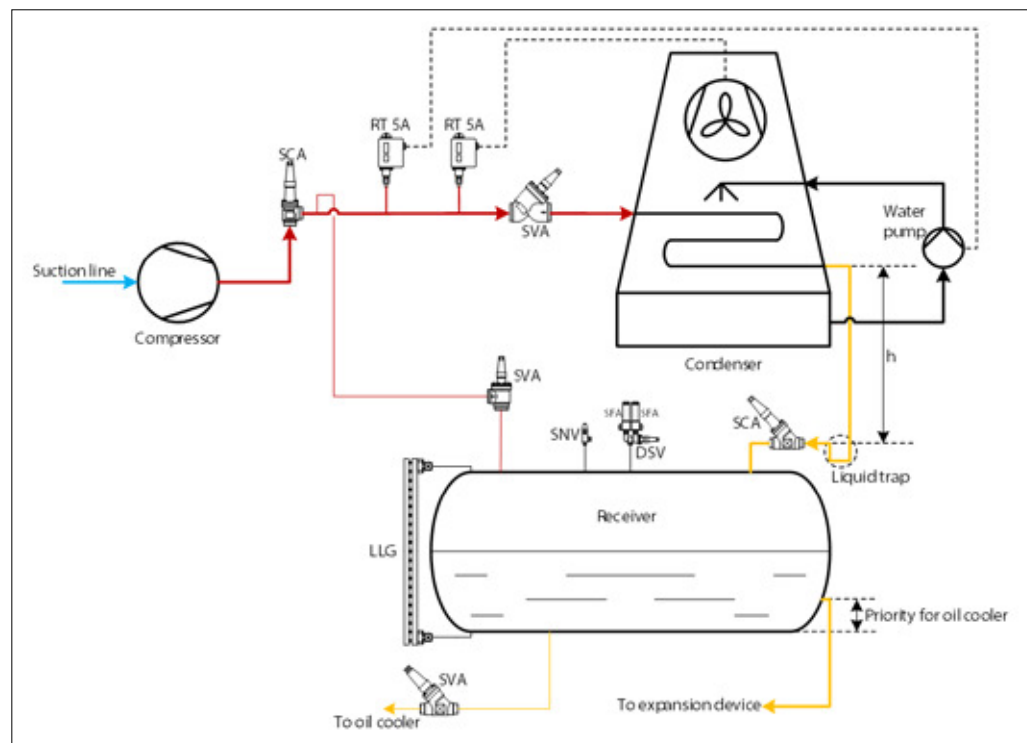 RT 5A
RT 5A
SCA
SVA
Water
pump
Suction line
Compressor
Condenser
h
SVA
SFA SFA
SNV
DSV
SCA
Liquid trap
Receiver
LLG
Priority for oil cooler
SVA
To oil cooler
To expansion device